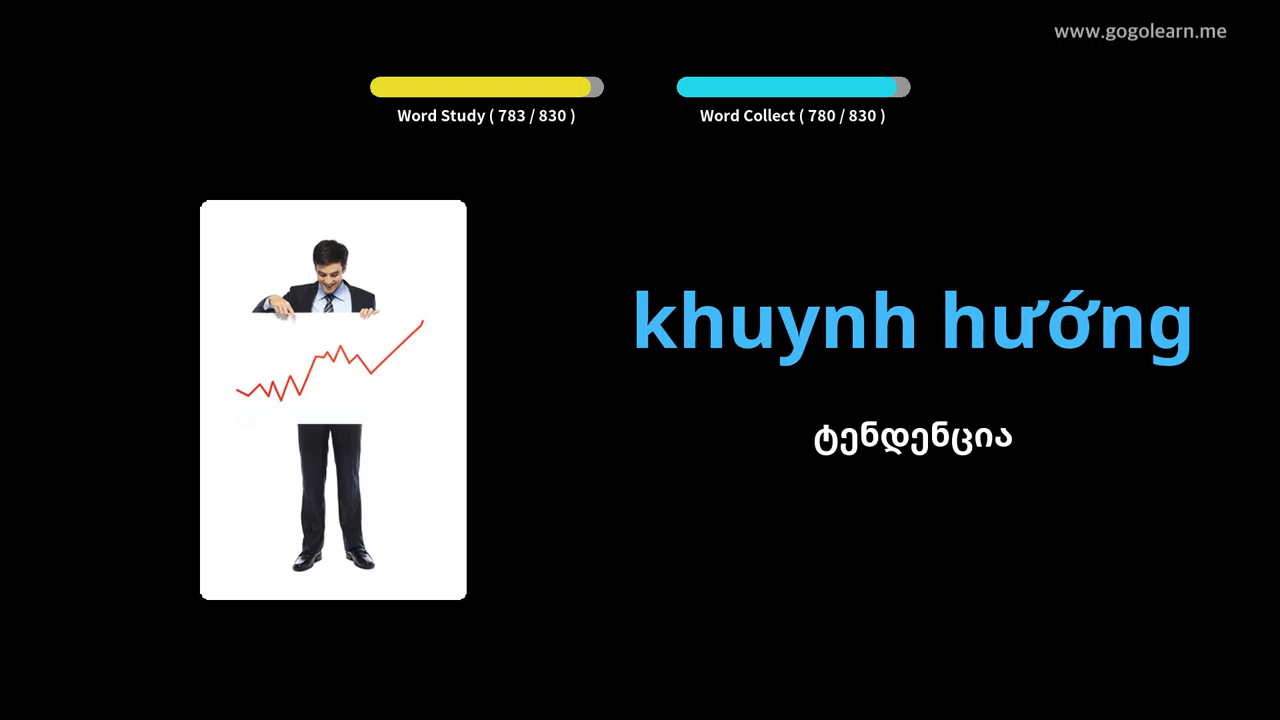 www.gogolearn.me
Word Study ( 783 / 830 )
Word Collect ( 780 / 830 )
khuynh hướng
ტენდენცია